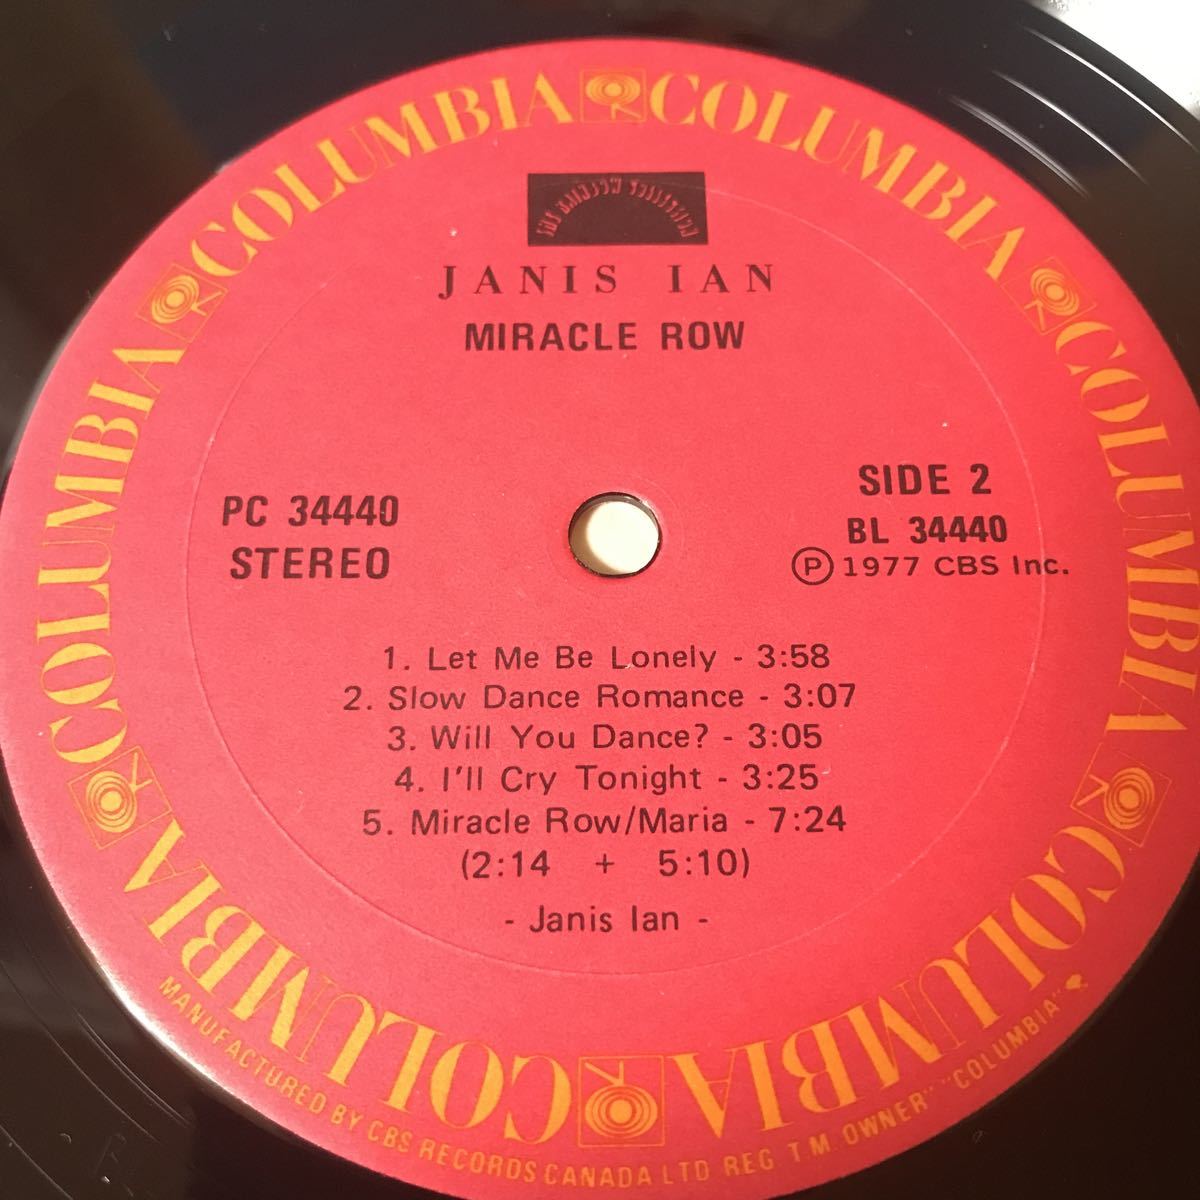 COLUMBIA COLUMBIA COLUMBIA COLUMBIA COLUMBIA COLUMBIA
JANIS IAN
MIRACLE ROW
PC 34440
STEREO
SIDE 2
BL 34440
Ⓟ 1977 CBS Inc.
1. Let Me Be Lonely - 3:58
2. Slow Dance Romance - 3:07
3. Will You Dance? - 3:05
4. I'll Cry Tonight - 3:25
5. Miracle Row/Maria - 7:24
(2:14 + 5:10)
- Janis Ian -
MANUFACTURED BY CBS RECORDS CANADA LTD REG T.M. OWNER" "COLUMBIA"